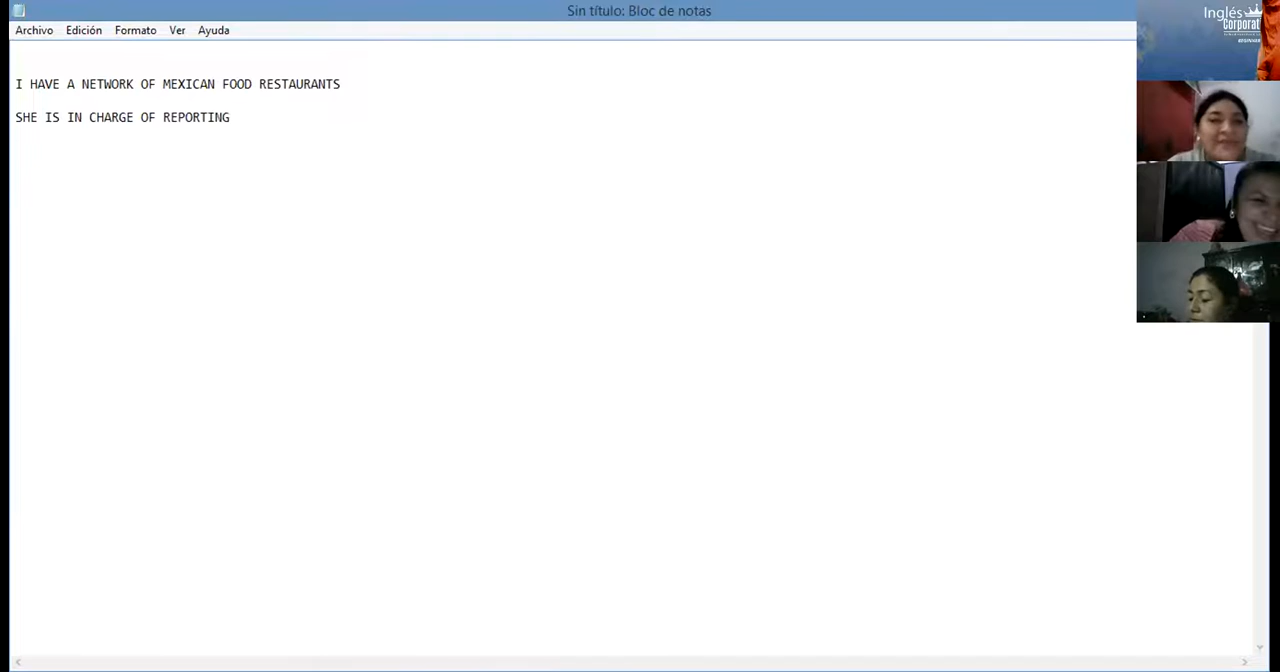 Sin título: Bloc de notas
Archivo Edición Formato Ver Ayuda
I HAVE A NETWORK OF MEXICAN FOOD RESTAURANTS
SHE IS IN CHARGE OF REPORTING
Inglés